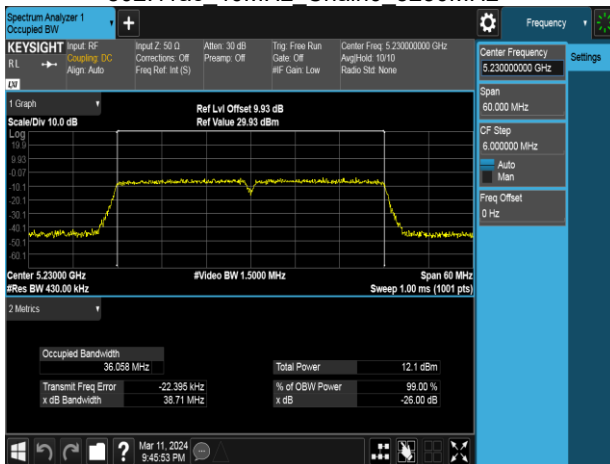 Spectrum Analyzer 1
Occupied BW
+
Frequency
KEYSIGHT
RL
LXI
Input: RF
Coupling: DC
Align: Auto
Input Z: 50 Ω
Corrections: Off
Freq Ref: Int (S)
Atten: 30 dB
Preamp: Off
Trig: Free Run
Gate: Off
#IF Gain: Low
Center Freq: 5.230000000 GHz
Avg|Hold: 10/10
Radio Std: None
Center Frequency
5.230000000 GHz
Settings
Span
60.000 MHz
CF Step
6.000000 MHz
Auto
Man
Freq Offset
0 Hz
1 Graph
Scale/Div 10.0 dB
Ref Lvl Offset 9.93 dB
Ref Value 29.93 dBm
Log
19.9
9.93
-0.07
-10.1
-20.1
-30.1
-40.1
-50.1
-60.1
Center 5.23000 GHz
#Res BW 430.00 kHz
#Video BW 1.5000 MHz
Span 60 MHz
Sweep 1.00 ms (1001 pts)
2 Metrics
Occupied Bandwidth
36.058 MHz
Total Power 12.1 dBm
Transmit Freq Error -22.395 kHz
% of OBW Power 99.00 %
x dB Bandwidth 38.71 MHz
x dB -26.00 dB
?
Mar 11, 2024
9:45:53 PM